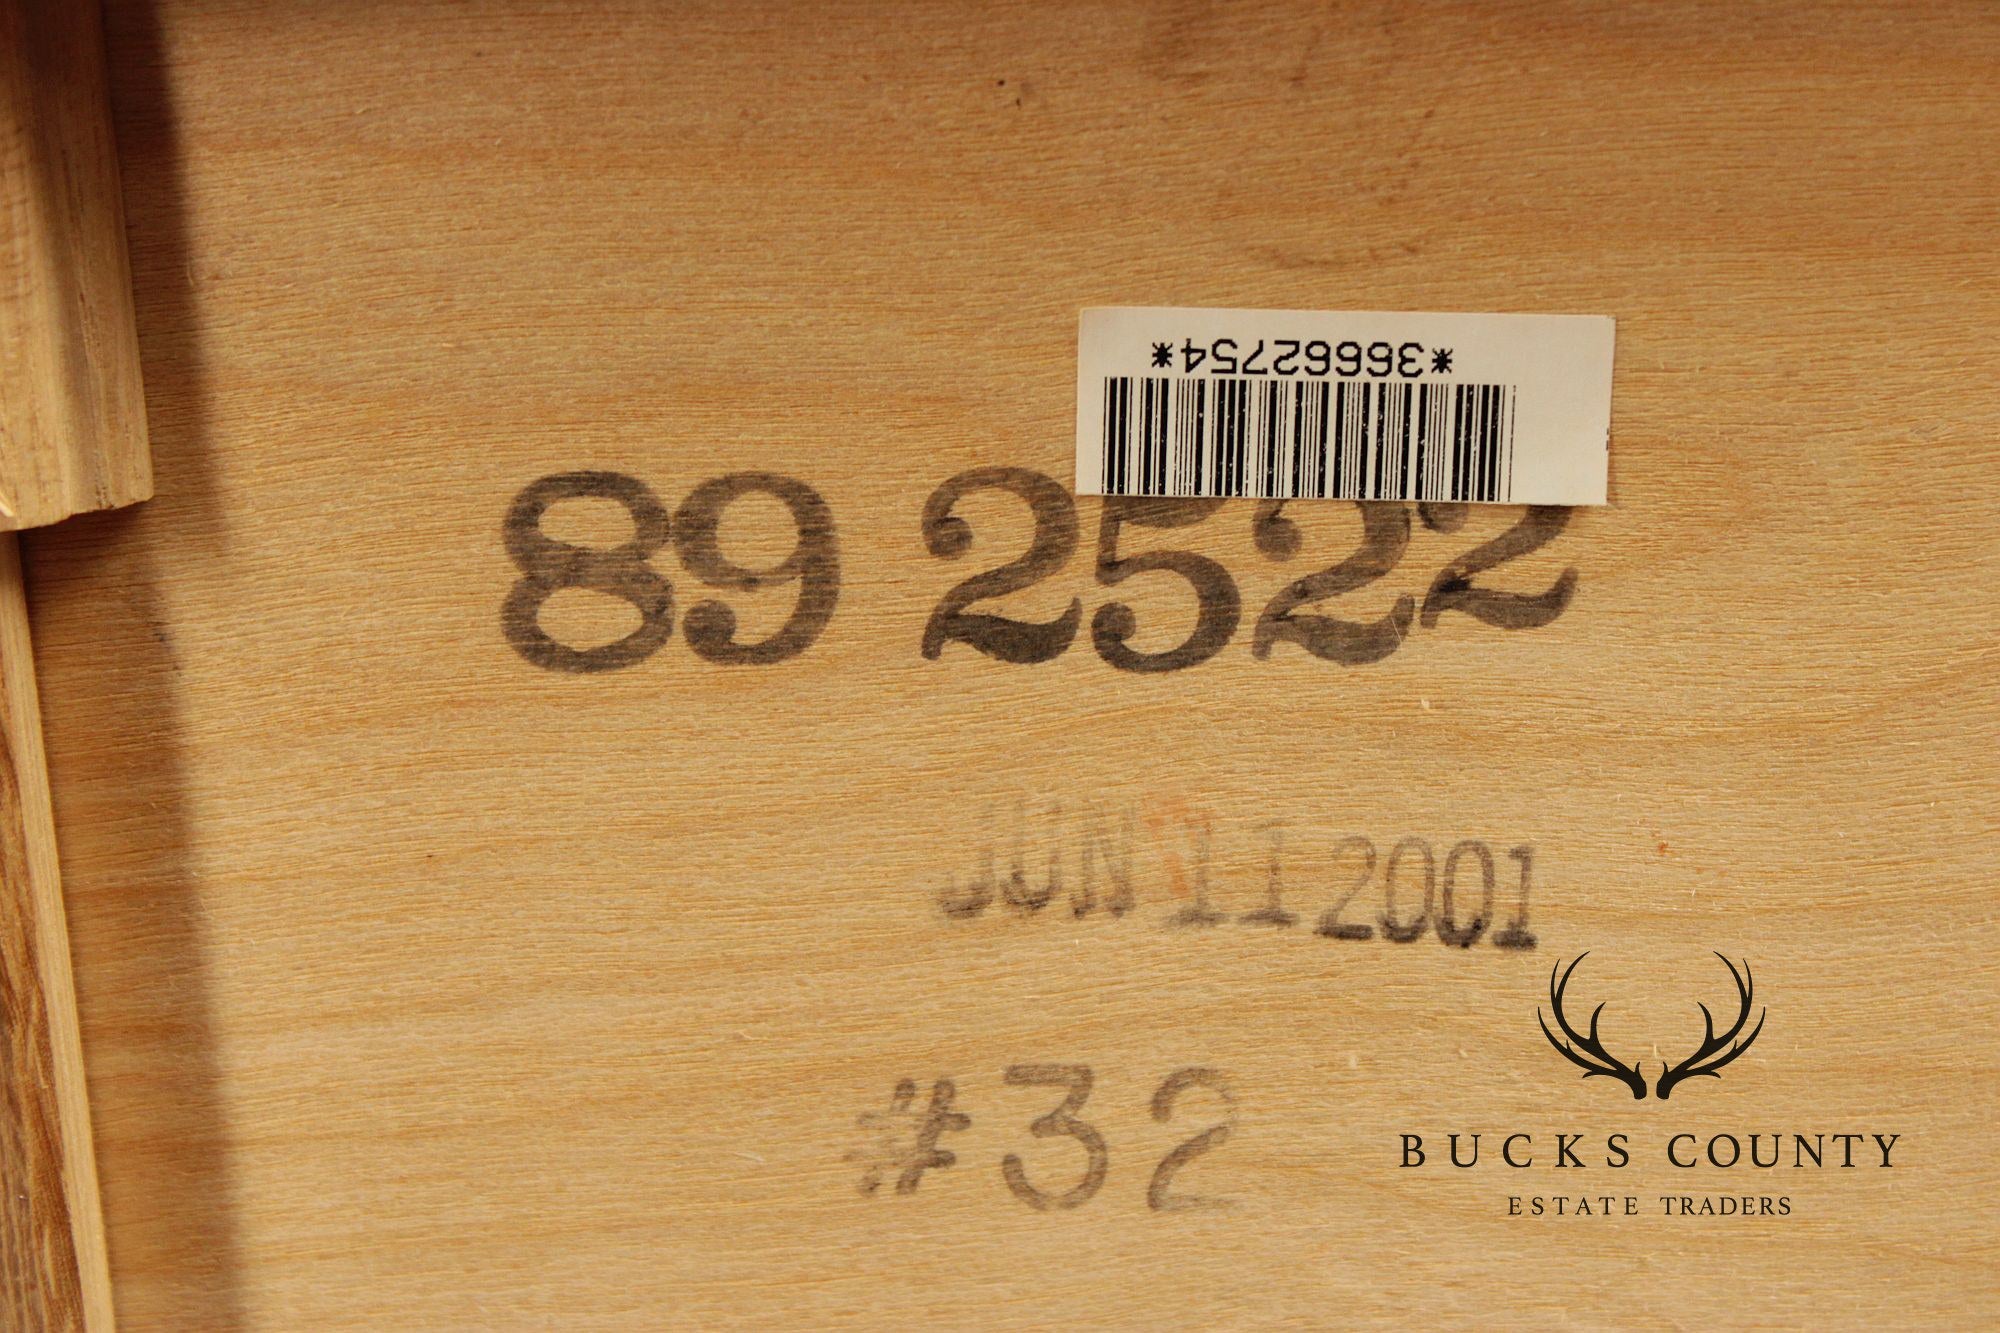 *36662754*
89 2522
JUN 11 2001
#32
BUCKS COUNTY
ESTATE TRADERS